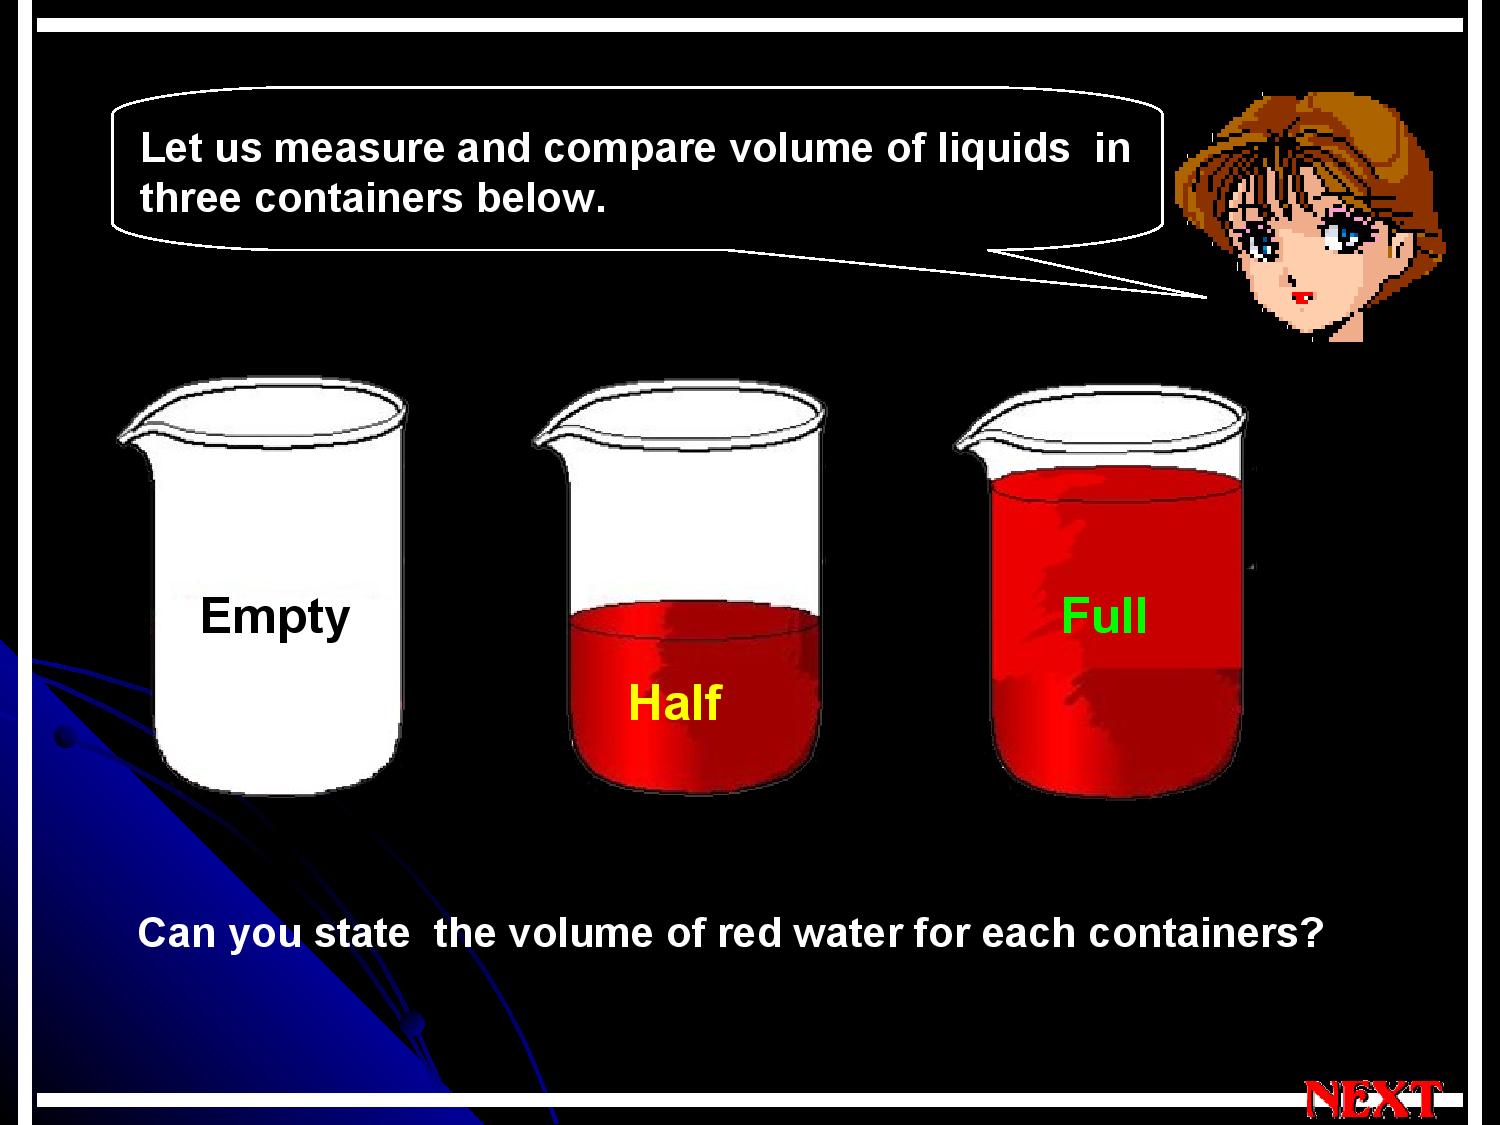 Let us measure and compare volume of liquids  in
three containers below.
Empty
Half
Full
Can you state  the volume of red water for each containers?
NEXT